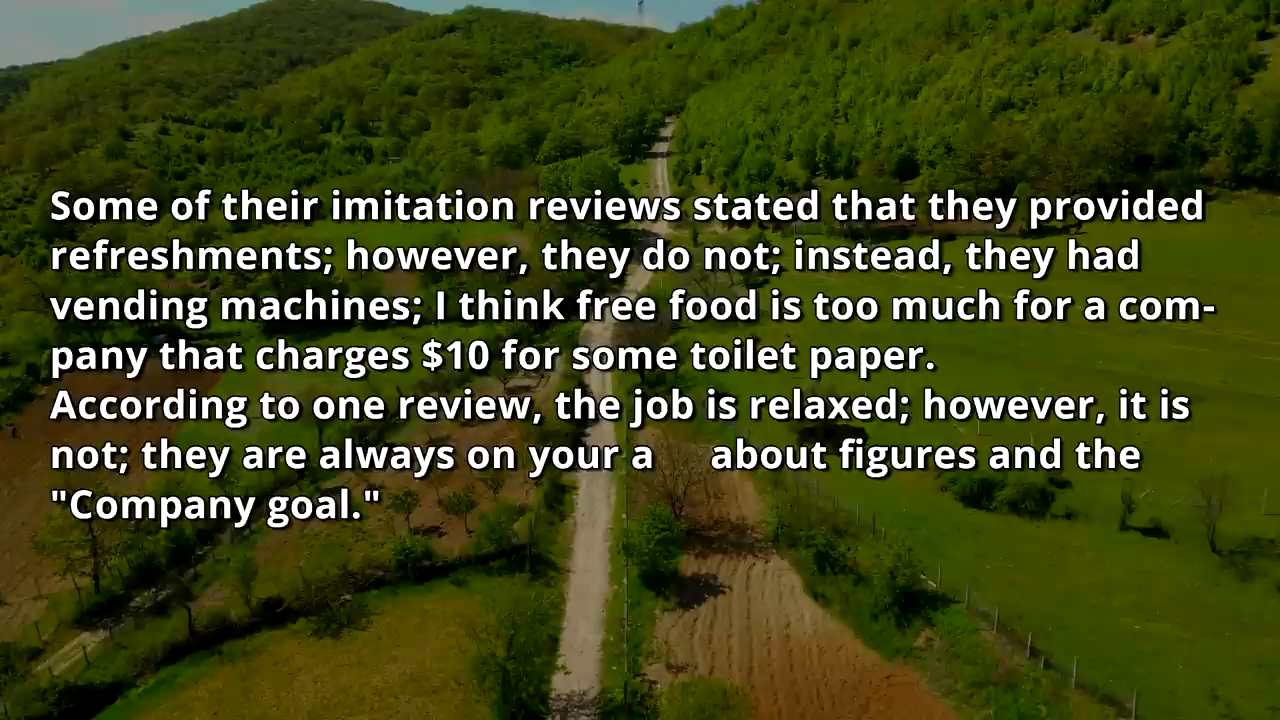 Some of their imitation reviews stated that they provided
refreshments; however, they do not; instead, they had
vending machines; I think free food is too much for a com-
pany that charges $10 for some toilet paper.
According to one review, the job is relaxed; however, it is
not; they are always on your a about figures and the
"Company goal."